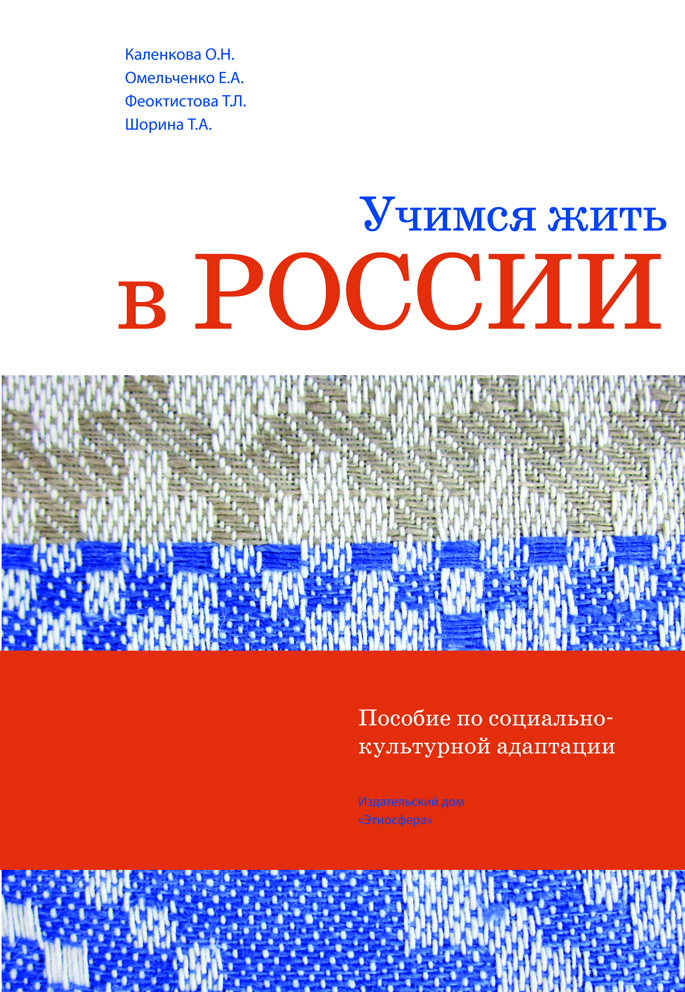 Каленкова О.Н.
Омельченко Е.А.
Феоктистова Т.Л.
Шорина Т.А.
Учимся жить
в РОССИИ
Пособие по социально-
культурной адаптации
Издательский дом
«Этносфера»